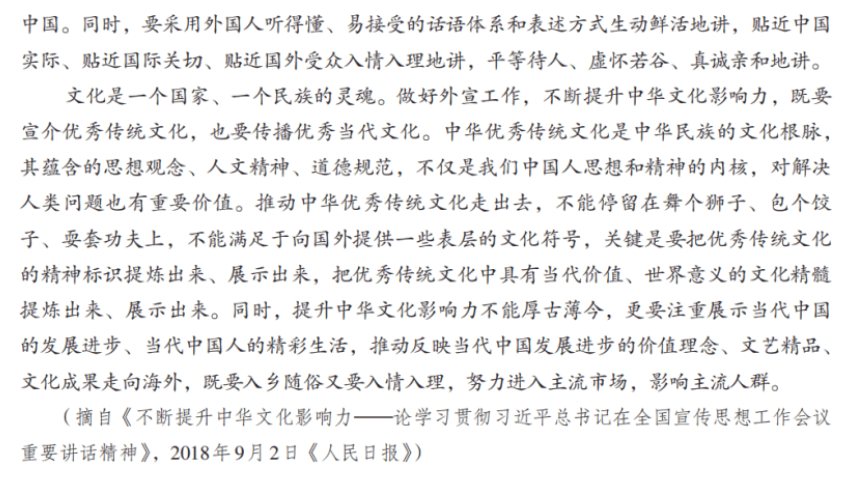 中国。同时，要采用外国人听得懂、易接受的话语体系和表述方式生动鲜活地讲，贴近中国
实际、贴近国际关切、贴近国外受众入情入理地讲，平等待人、虚怀若谷、真诚亲和地讲。
文化是一个国家、一个民族的灵魂。做好外宣工作，不断提升中华文化影响力，既要
宣介优秀传统文化，也要传播优秀当代文化。中华优秀传统文化是中华民族的文化根脉，
其蕴含的思想观念、人文精神、道德规范，不仅是我们中国人思想和精神的内核，对解决
人类问题也有重要价值。推动中华优秀传统文化走出去，不能停留在舞个狮子、包个饺
子、耍套功夫上，不能满足于向国外提供一些表层的文化符号，关键是要把优秀传统文化
的精神标识提炼出来、展示出来，把优秀传统文化中具有当代价值、世界意义的文化精髓
提炼出来、展示出来。同时，提升中华文化影响力不能厚古薄今，更要注重展示当代中国
的发展进步、当代中国人的精彩生活，推动反映当代中国发展进步的价值理念、文艺精品、
文化成果走向海外，既要入乡随俗又要入情入理，努力进入主流市场，影响主流人群。
（摘自《不断提升中华文化影响力——论学习贯彻习近平总书记在全国宣传思想工作会议
重要讲话精神》，2018年9月2日《人民日报》）